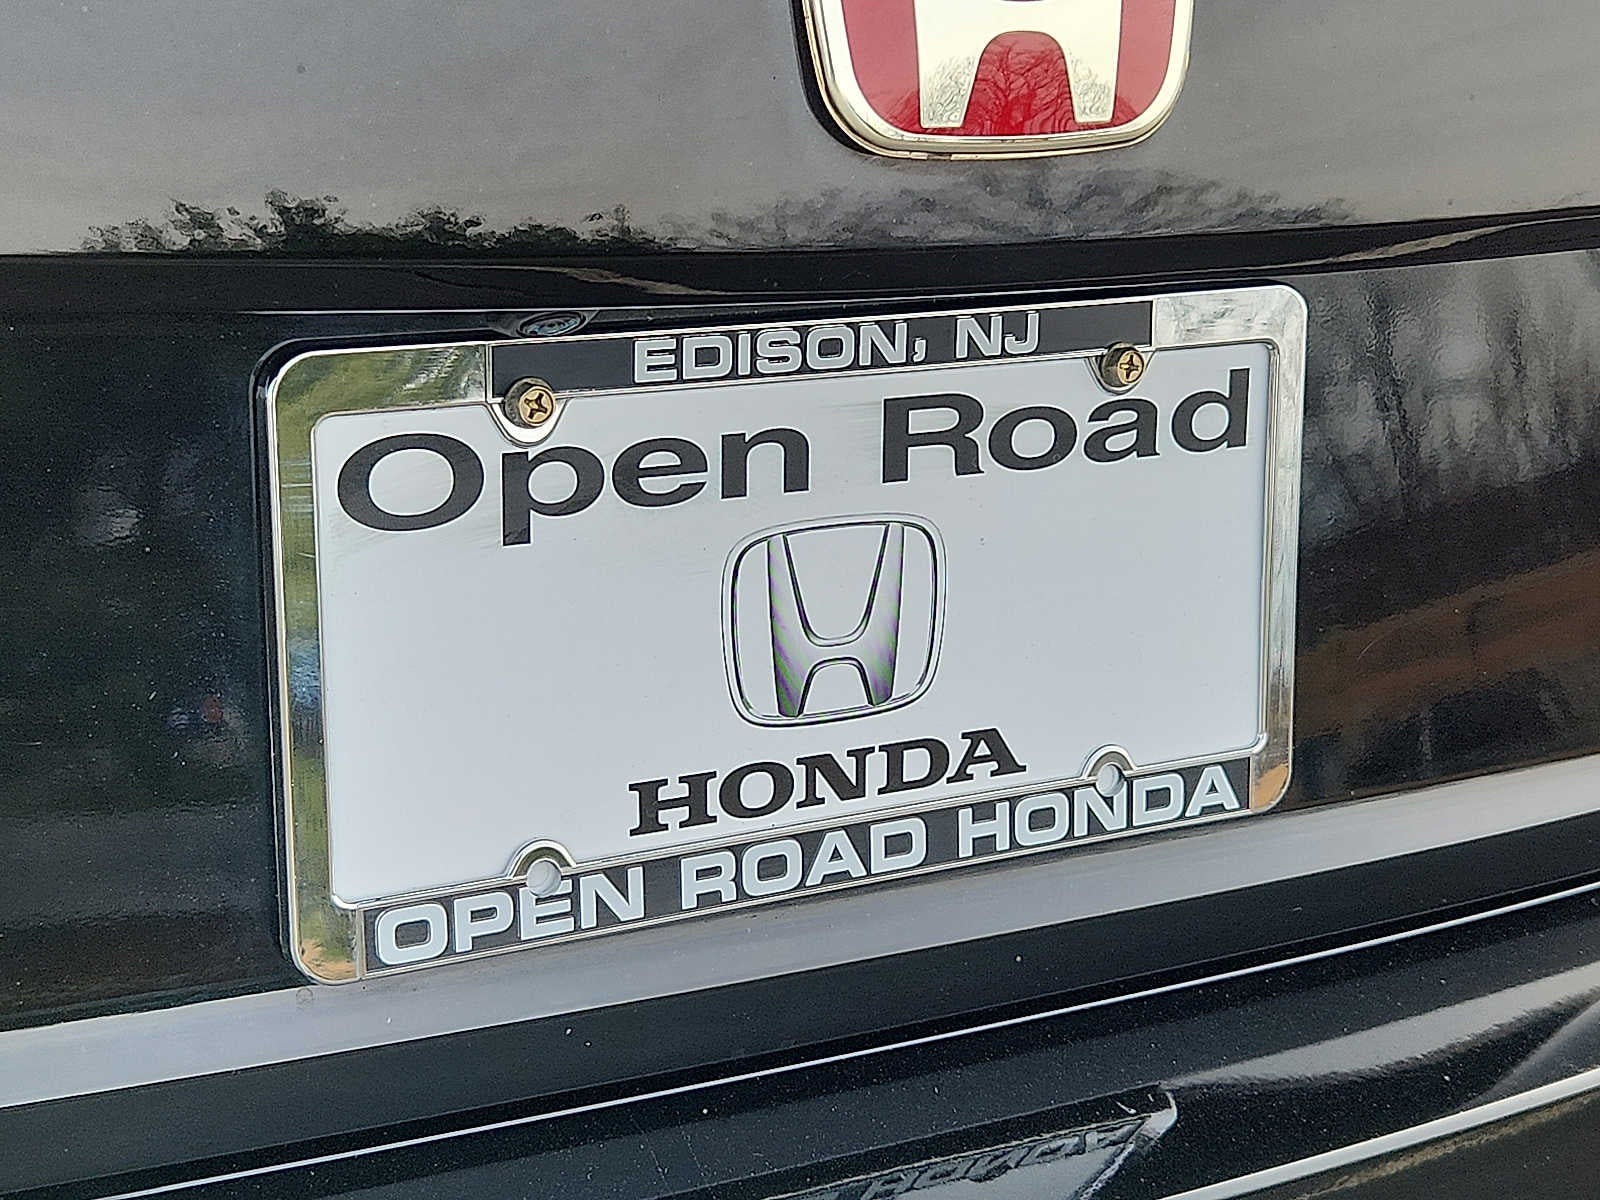 EDISON, NJ
Open Road
HONDA
OPEN ROAD HONDA